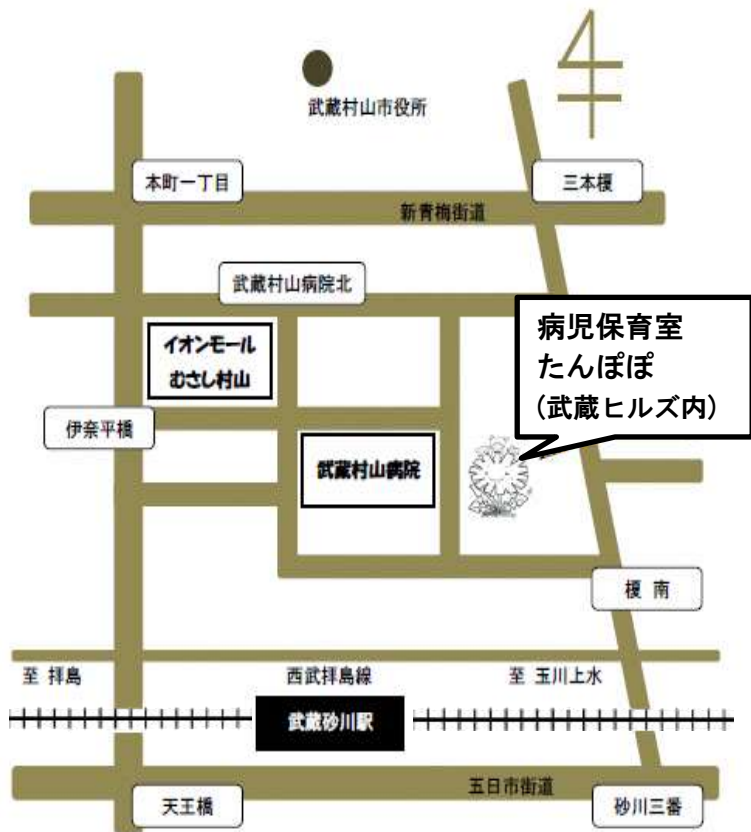 武蔵村山市役所
本町一丁目
三本榎
新青梅街道
武蔵村山病院北
イオンモール
むさし村山
病児保育室
たんぽぽ
(武蔵ヒルズ内)
伊奈平橋
武蔵村山病院
榎 南
至 拝島
西武拝島線
至 玉川上水
武蔵砂川駅
五日市街道
天王橋
砂川三番